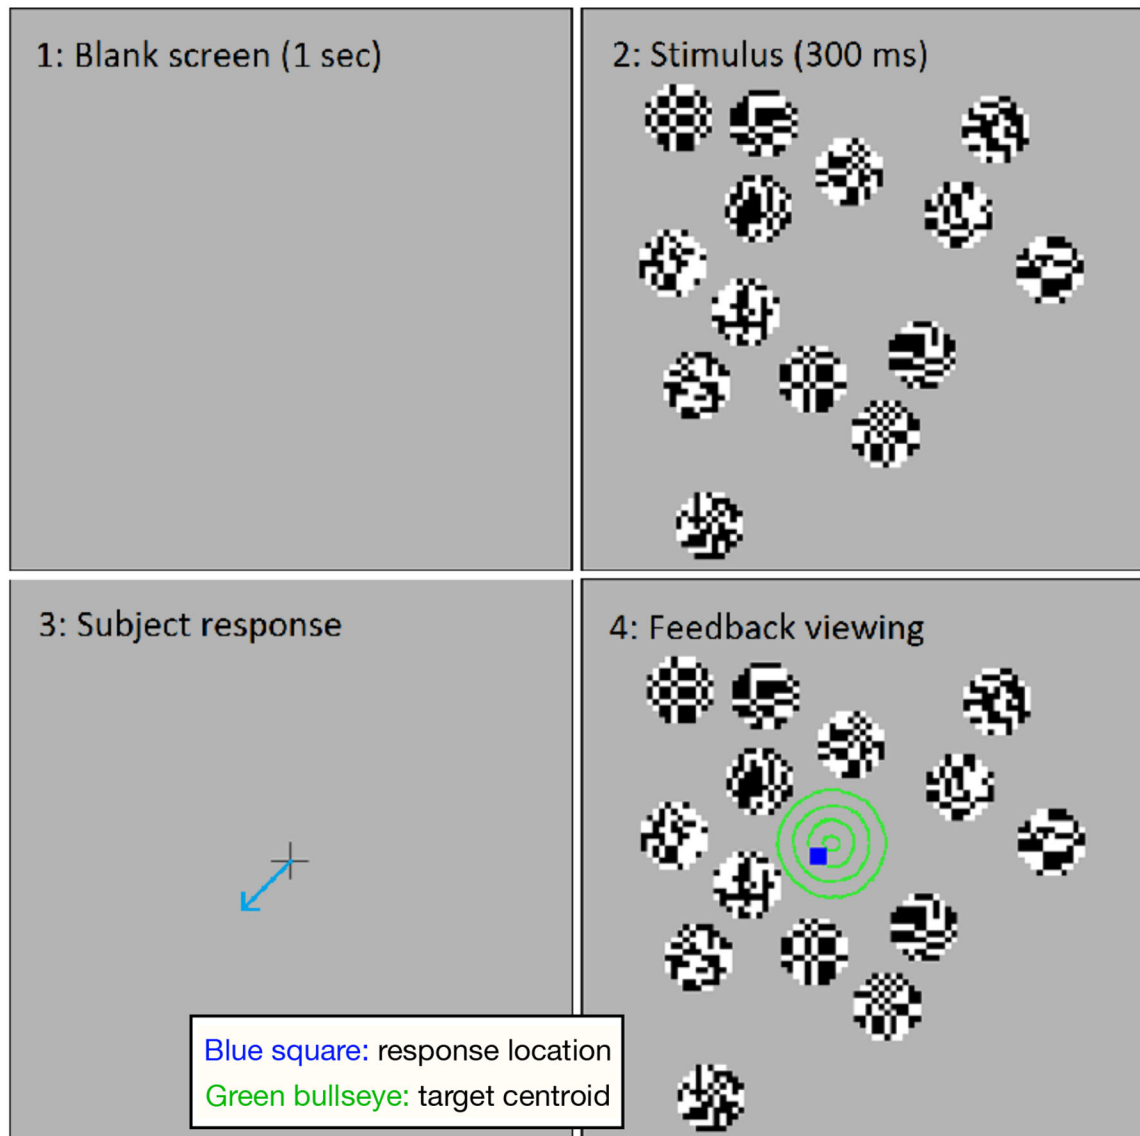 1: Blank screen (1 sec)
2: Stimulus (300 ms)
3: Subject response
4: Feedback viewing
Blue square: response location
Green bullseye: target centroid